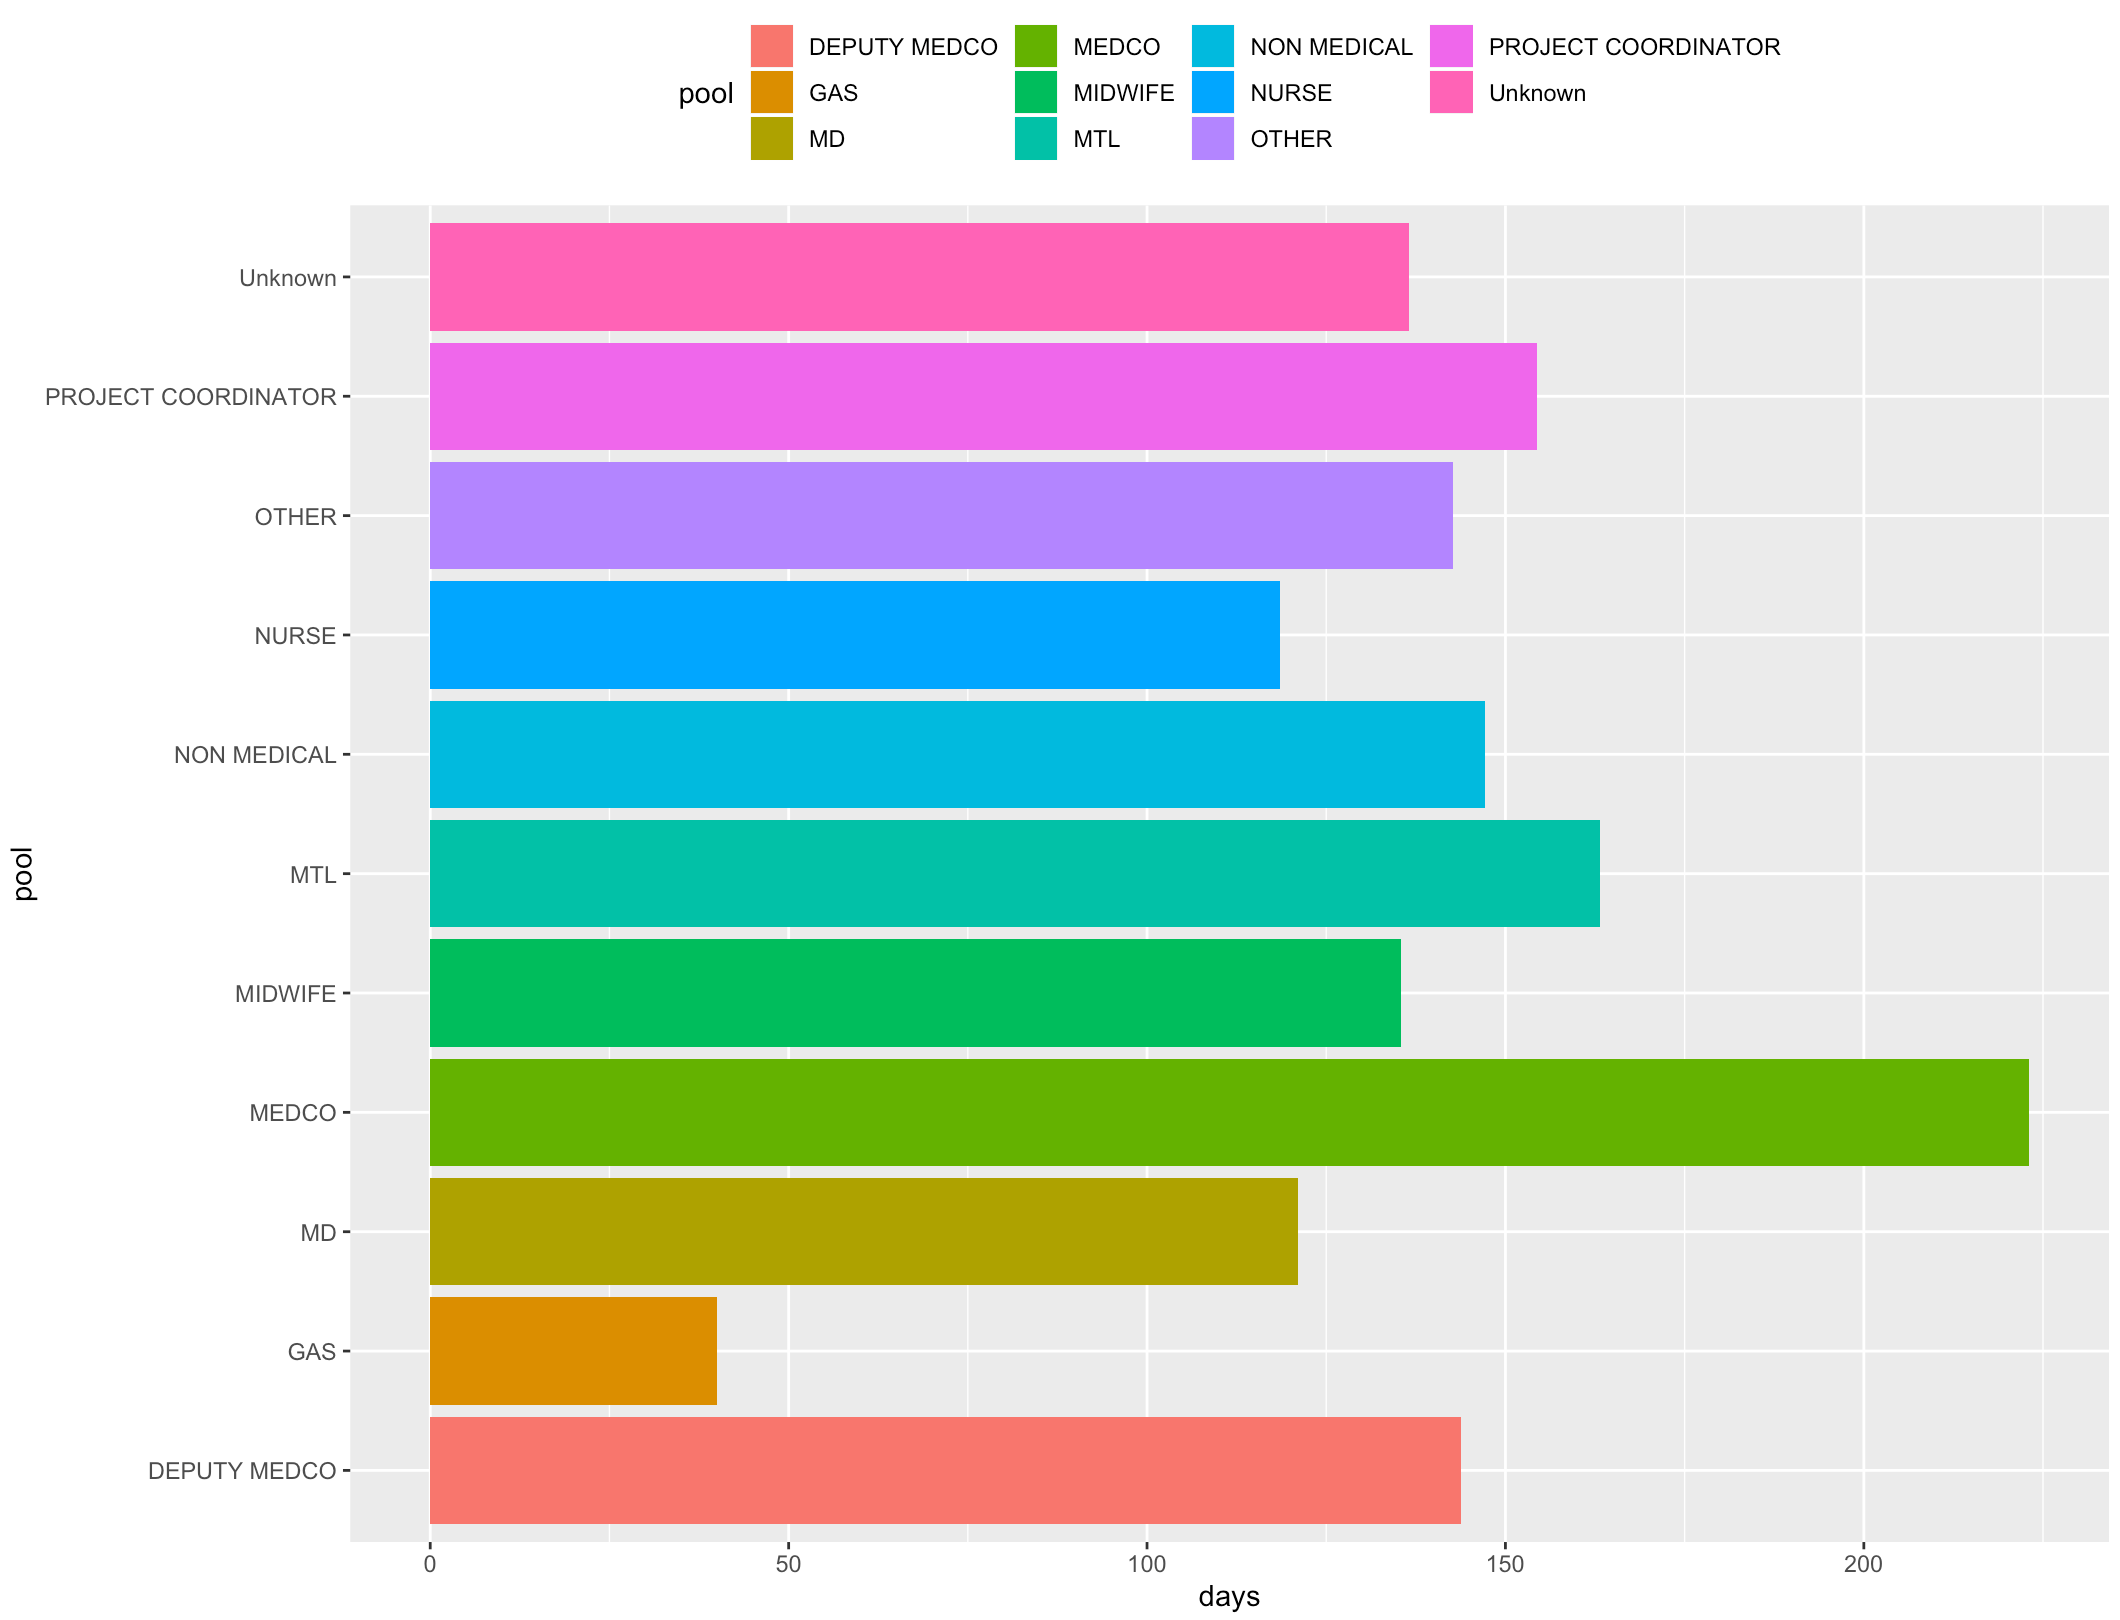 pool
DEPUTY MEDCO
GAS
MD
MEDCO
MIDWIFE
MTL
NON MEDICAL
NURSE
OTHER
PROJECT COORDINATOR
Unknown
pool
Unknown
PROJECT COORDINATOR
OTHER
NURSE
NON MEDICAL
MTL
MIDWIFE
MEDCO
MD
GAS
DEPUTY MEDCO
0 50 100 150 200
days